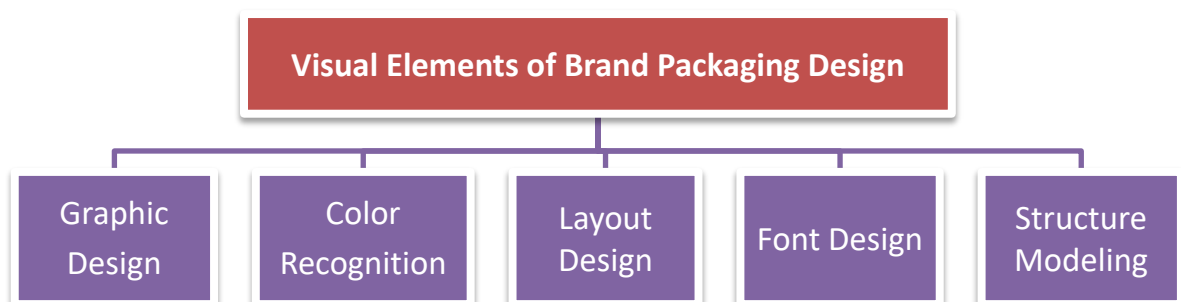 Visual Elements of Brand Packaging Design
Graphic
Design
Color
Recognition
Layout
Design
Font Design
Structure
Modeling